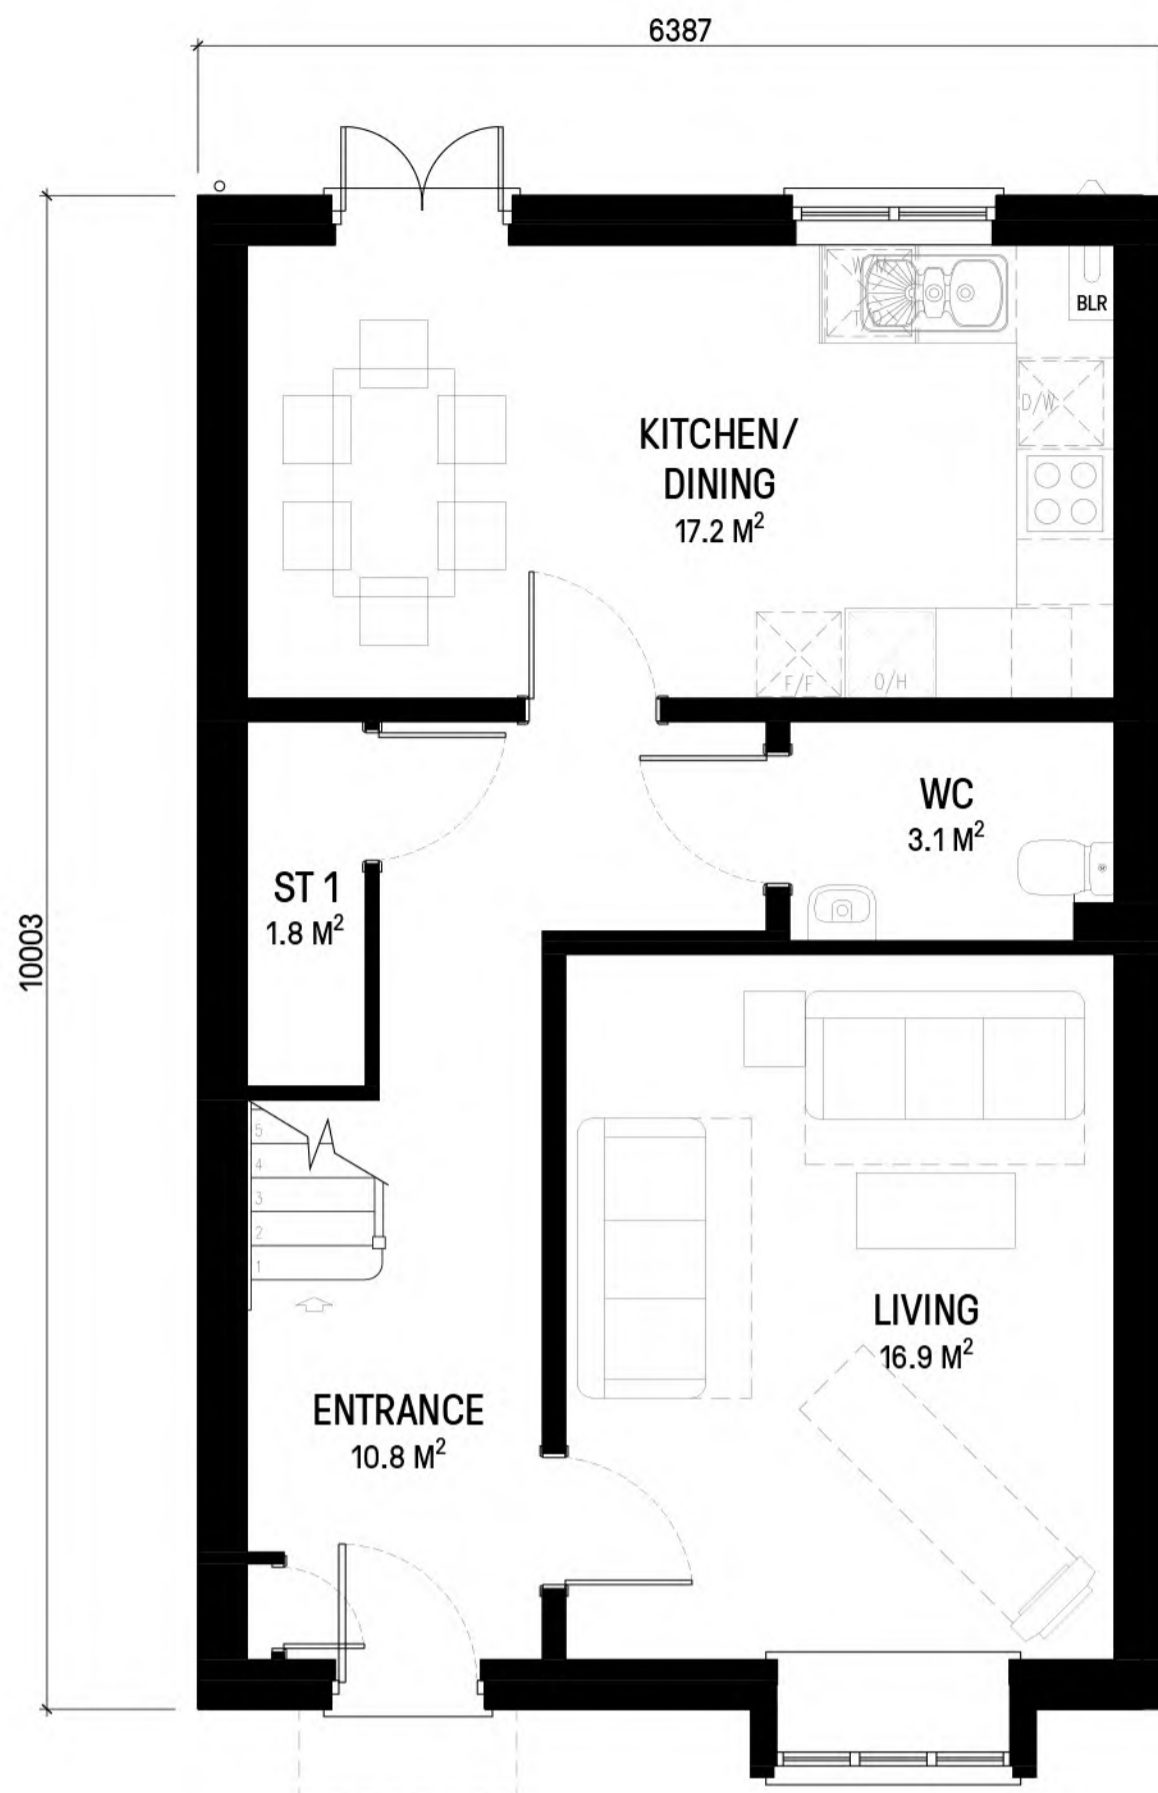 6387
10003
BLR
D/W
KITCHEN/
DINING
17.2 M²
F/F
O/H
WC
3.1 M²
ST 1
1.8 M²
5
4
3
2
1
LIVING
16.9 M²
ENTRANCE
10.8 M²